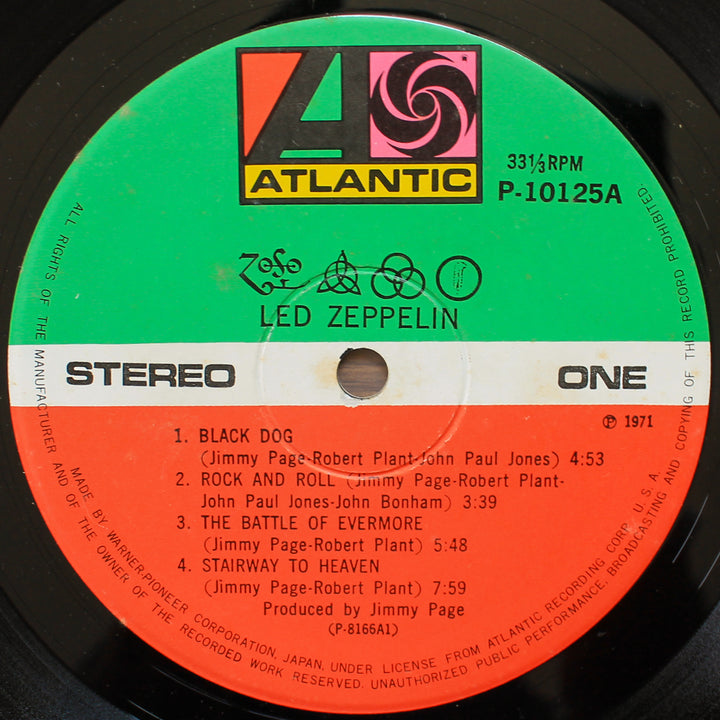 ATLANTIC
33⅓ RPM
P-10125A
ZoSo
LED ZEPPELIN
STEREO
ONE
℗ 1971
1. BLACK DOG
(Jimmy Page-Robert Plant-John Paul Jones) 4:53
2. ROCK AND ROLL (Jimmy Page-Robert Plant-
John Paul Jones-John Bonham) 3:39
3. THE BATTLE OF EVERMORE
(Jimmy Page-Robert Plant) 5:48
4. STAIRWAY TO HEAVEN
(Jimmy Page-Robert Plant) 7:59
Produced by Jimmy Page
(P-8166A1)
MADE BY WARNER-PIONEER CORPORATION, JAPAN, UNDER LICENSE FROM ATLANTIC RECORDING CORP. U.S.A.
ALL RIGHTS OF THE MANUFACTURER AND OF THE OWNER OF THE RECORDED WORK RESERVED. UNAUTHORIZED PUBLIC PERFORMANCE, BROADCASTING AND COPYING OF THIS RECORD PROHIBITED.